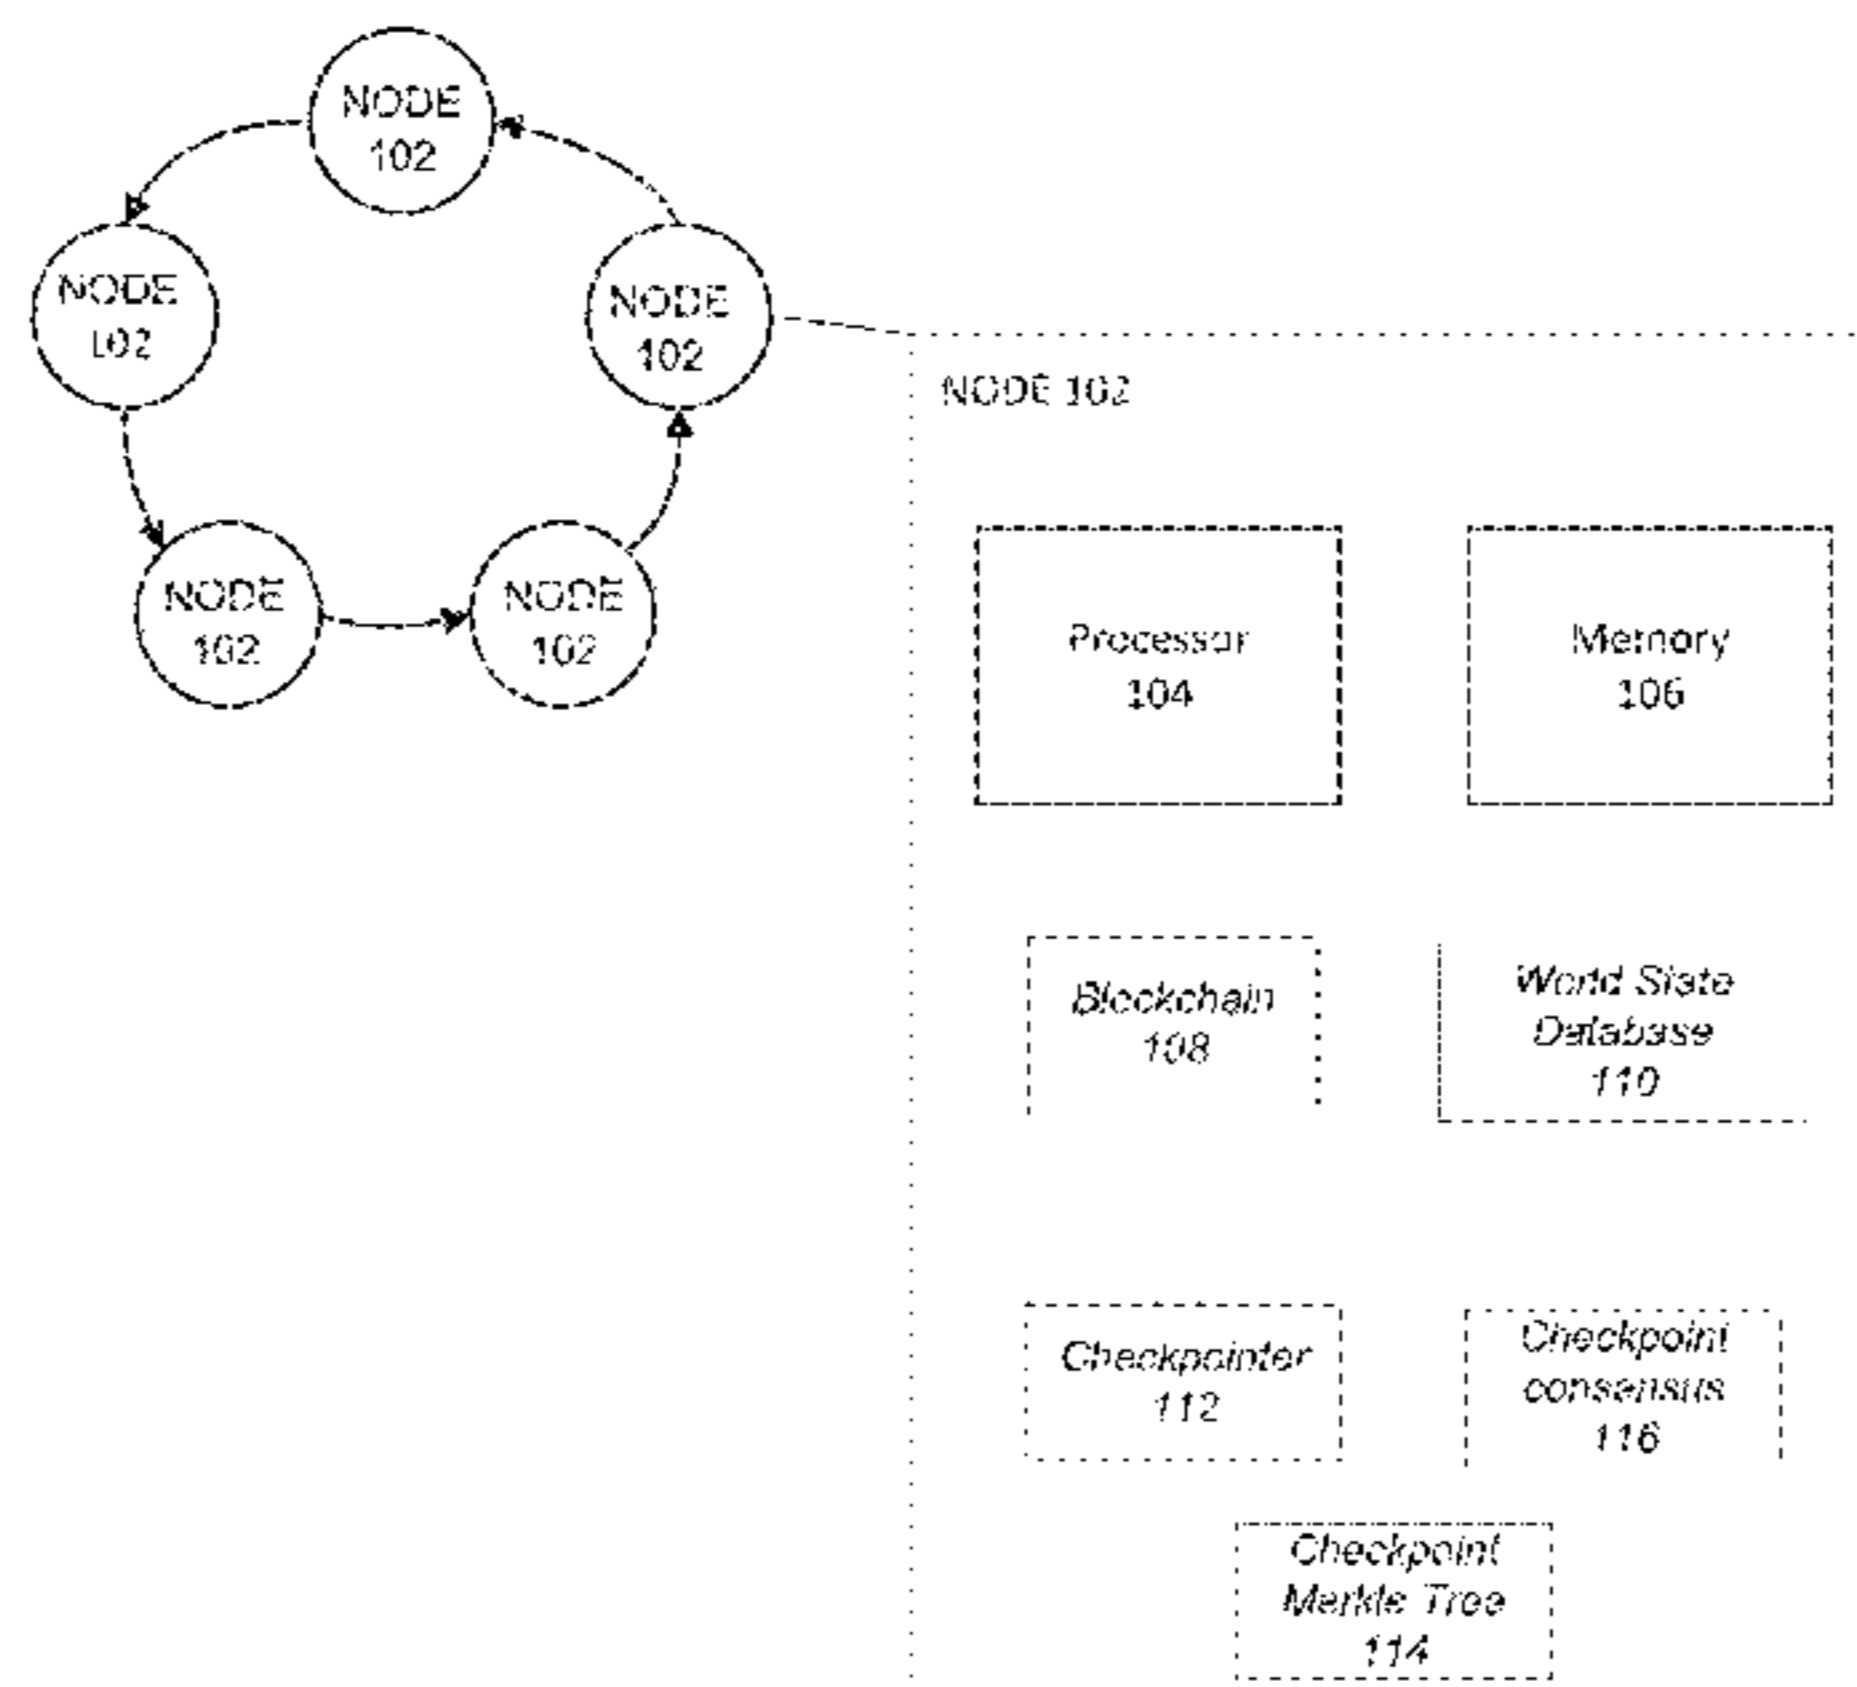 NODE
102
NODE
102
NODE
102
NODE
102
NODE
102
NODE 102
Processor
104
Memory
106
Blockchain
108
World State
Database
110
Checkpointer
112
Checkpoint
consensus
116
Checkpoint
Merkle Tree
114